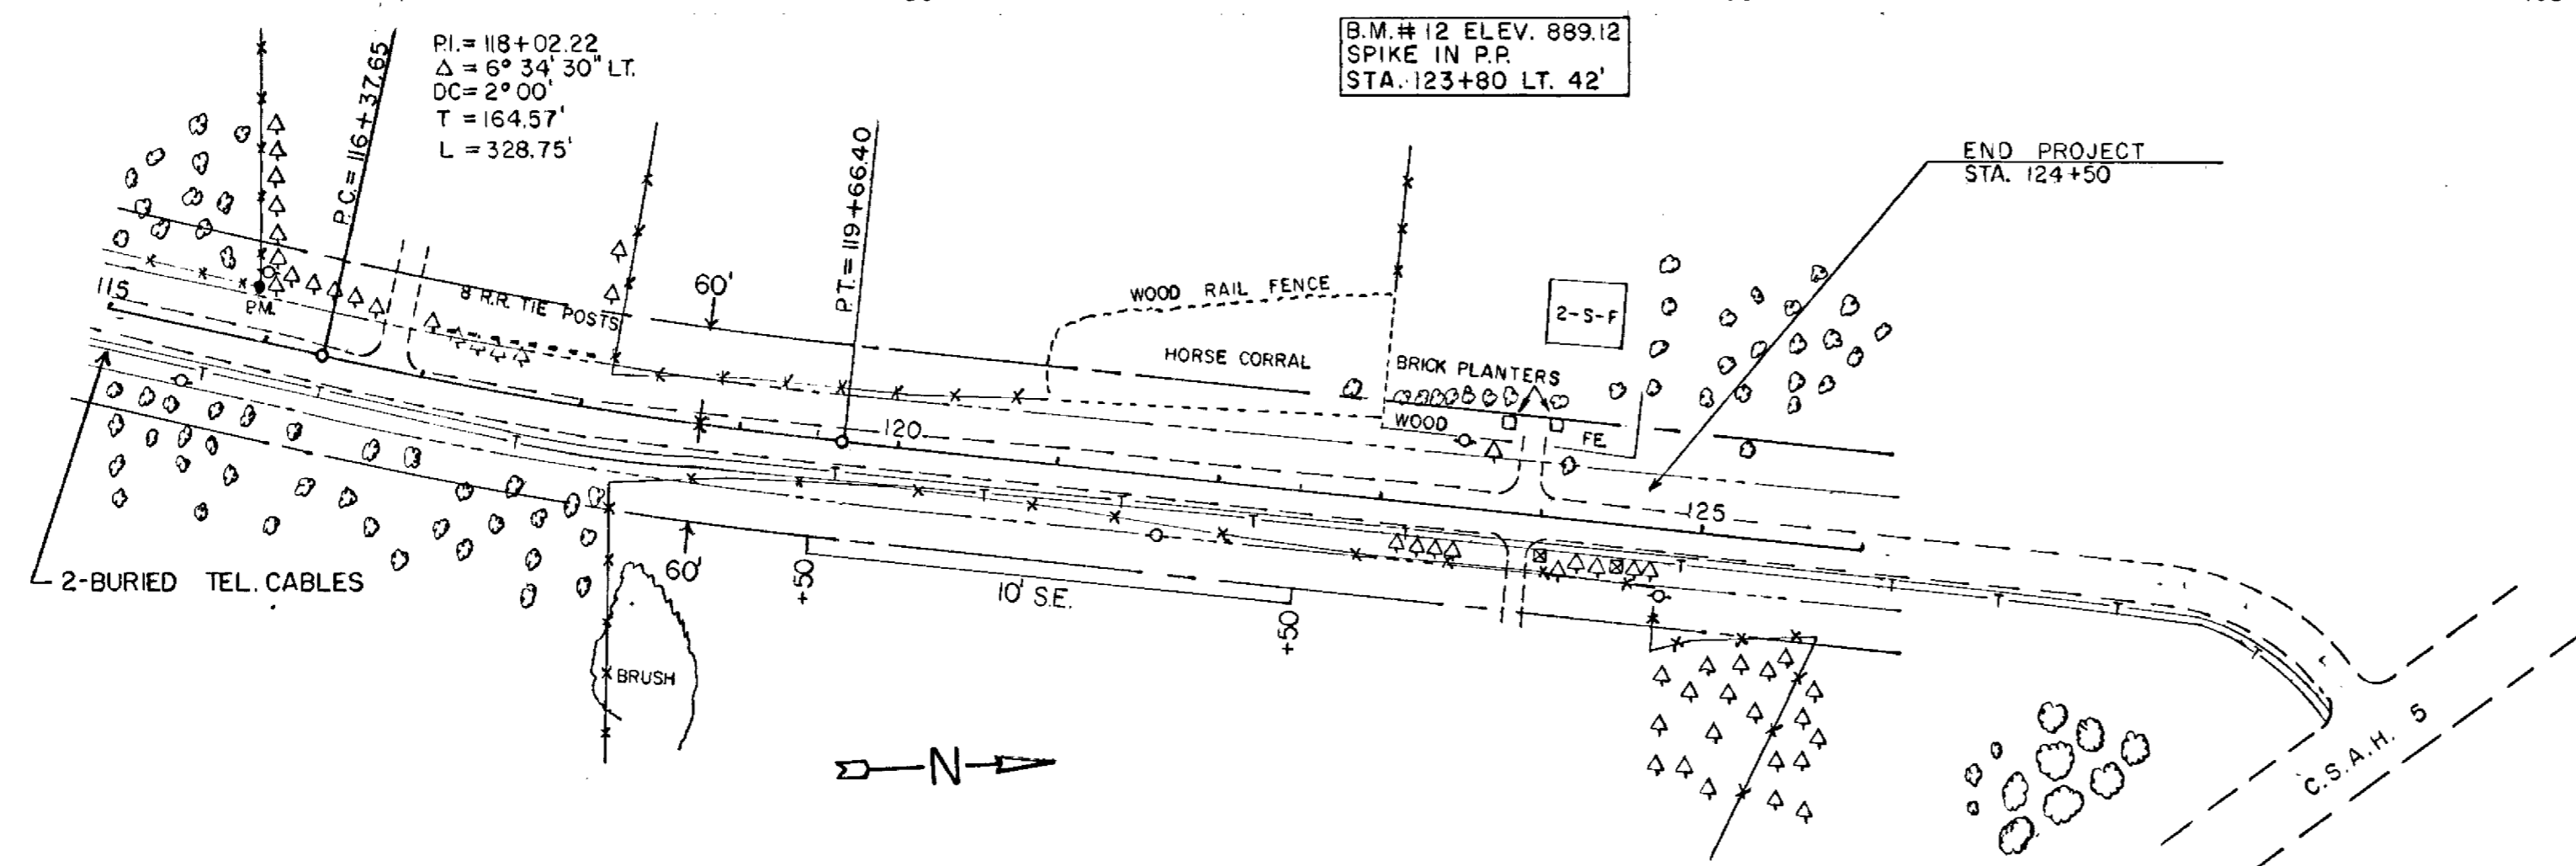 P.I.= 118+02.22
Δ = 6° 34' 30" LT.
DC= 2° 00'
T = 164.57'
L = 328.75'
B.M.# 12 ELEV. 889.12
SPIKE IN P.P.
STA. 123+80 LT. 42'
P.C.= 116+37.65
P.T.= 119+66.40
END PROJECT
STA. 124+50
115
P.M.
8 R.R. TIE POSTS
60'
WOOD RAIL FENCE
HORSE CORRAL
2-S-F
BRICK PLANTERS
WOOD
FE.
120
125
2-BURIED TEL. CABLES
60'
+50
10' S.E.
+50
BRUSH
N
C.S.A.H. 5